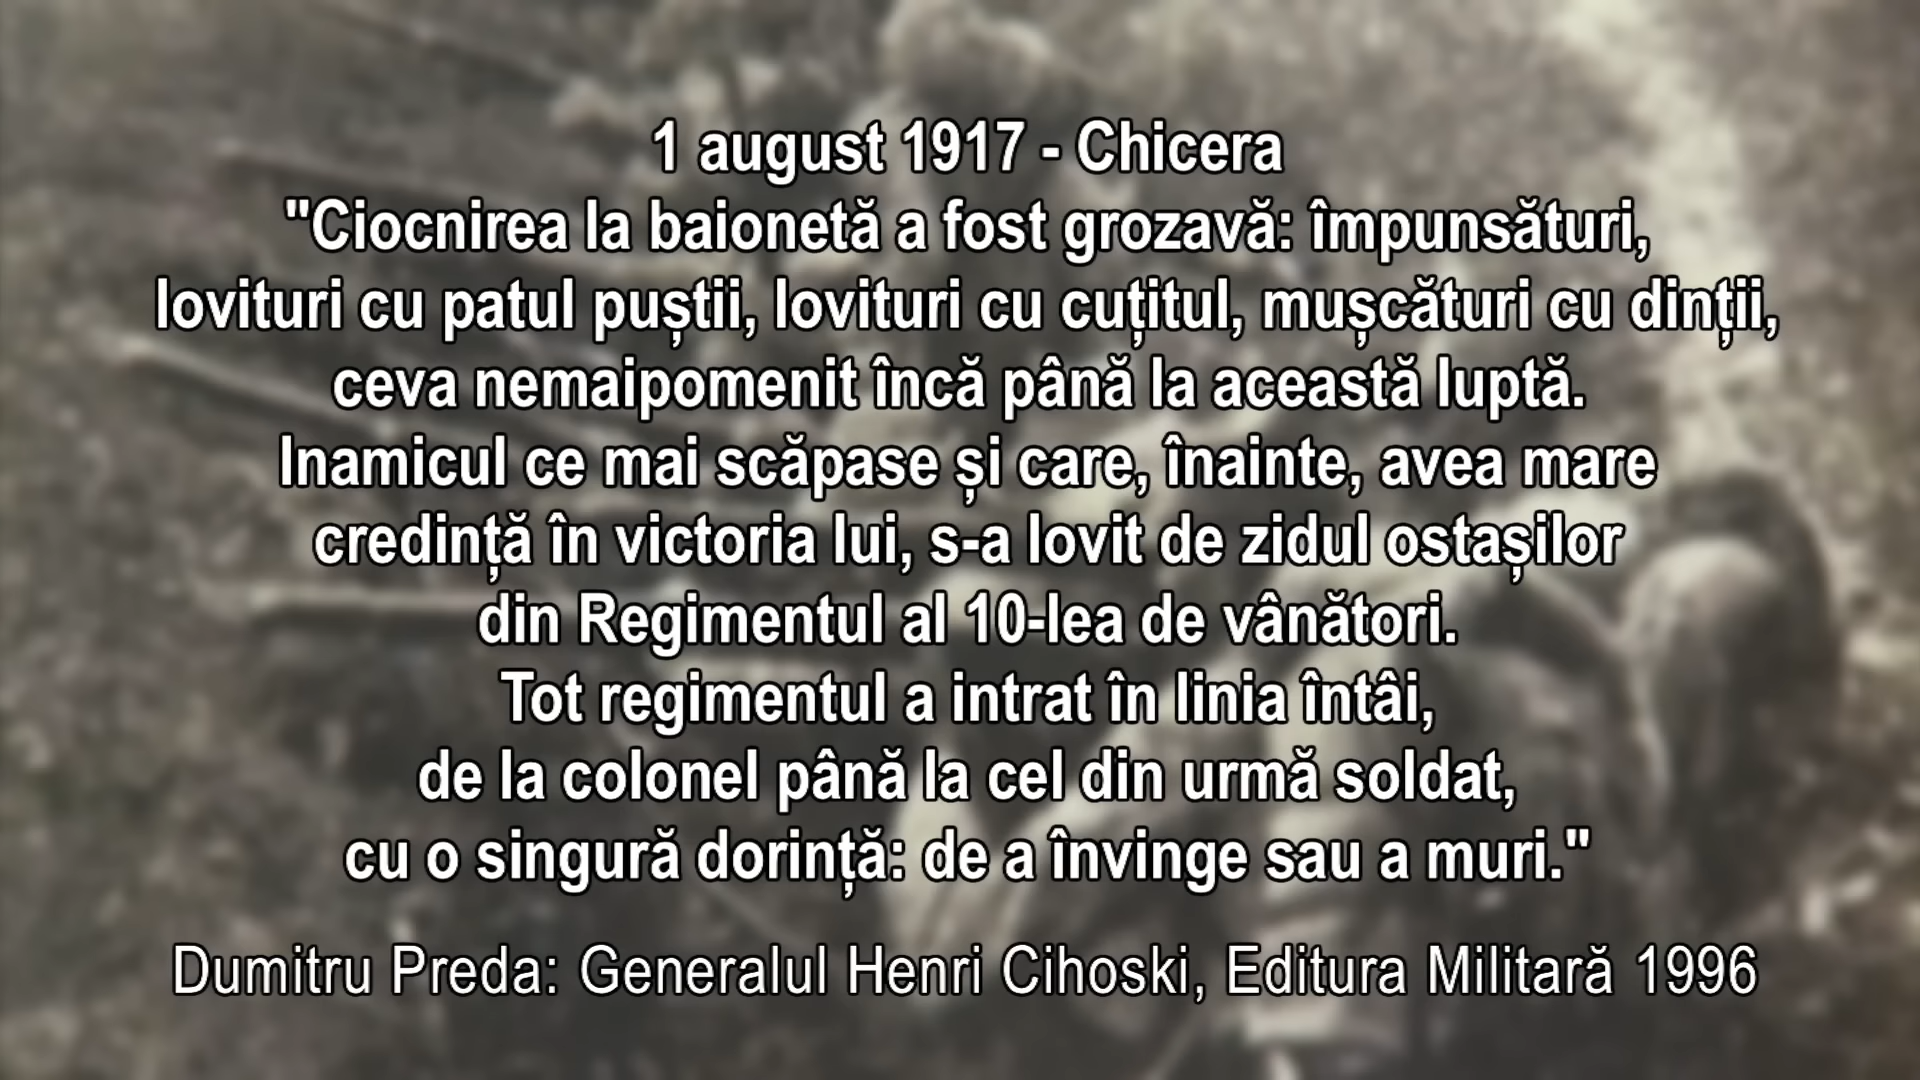 1 august 1917 - Chicera
"Ciocnirea la baionetă a fost grozavă: împunsături,
lovituri cu patul puștii, lovituri cu cuțitul, mușcături cu dinții,
ceva nemaipomenit încă până la această luptă.
Inamicul ce mai scăpase și care, înainte, avea mare
credință în victoria lui, s-a lovit de zidul ostașilor
din Regimentul al 10-lea de vânători.
Tot regimentul a intrat în linia întâi,
de la colonel până la cel din urmă soldat,
cu o singură dorință: de a învinge sau a muri."
Dumitru Preda: Generalul Henri Cihoski, Editura Militară 1996